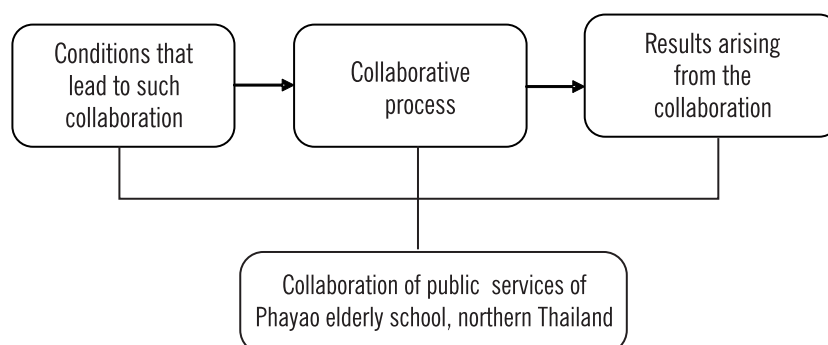 Conditions that
lead to such
collaboration
Collaborative
process
Results arising
from the
collaboration
Collaboration of public services of
Phayao elderly school, northern Thailand